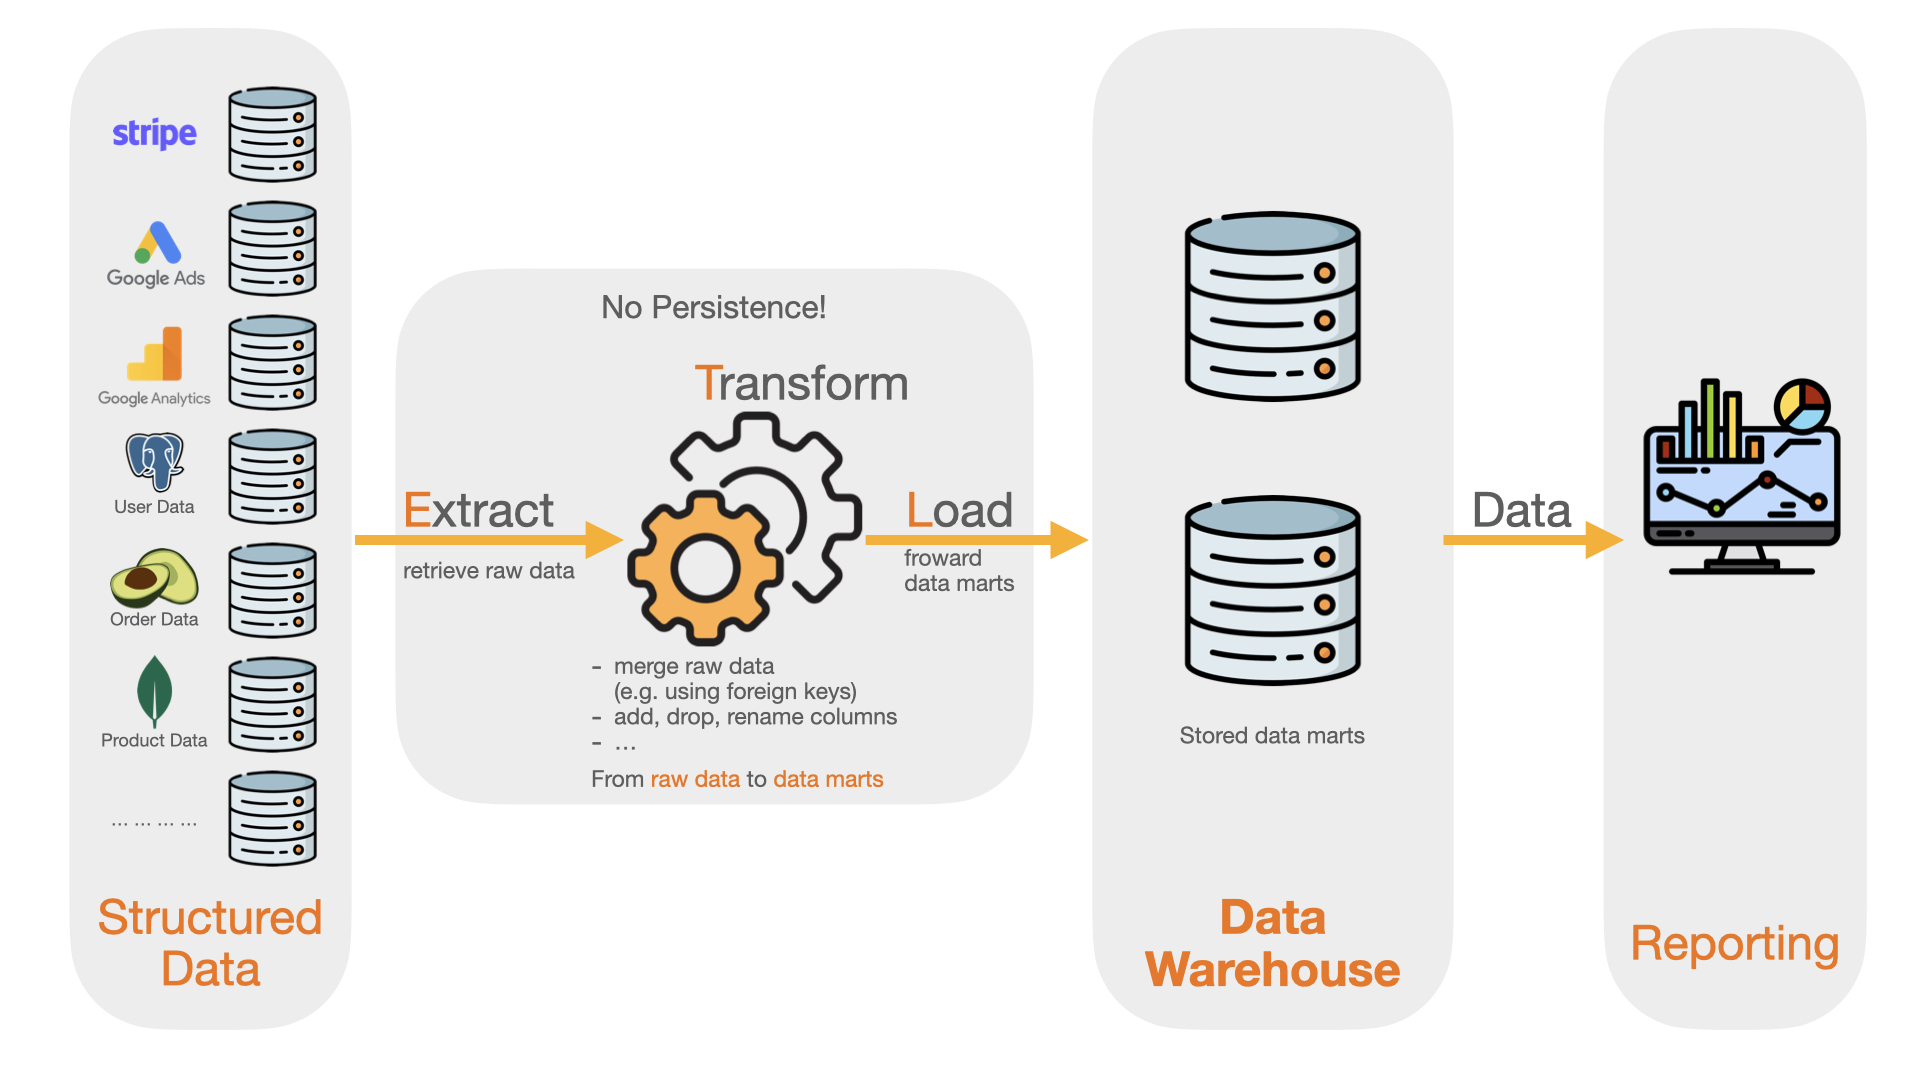 stripe
Google Ads
Google Analytics
User Data
Order Data
Product Data
... ... ... ...
Structured
Data
No Persistence!
Transform
Extract
retrieve raw data
Load
froward
data marts
- merge raw data
(e.g. using foreign keys)
- add, drop, rename columns
- ...
From raw data to data marts
Stored data marts
Data
Warehouse
Data
Reporting